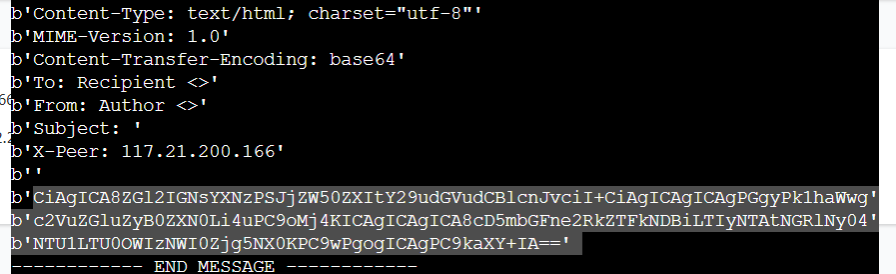 b'Content-Type: text/html; charset="utf-8"'
b'MIME-Version: 1.0'
b'Content-Transfer-Encoding: base64'
b'To: Recipient <>'
b'From: Author <>'
b'Subject: '
b'X-Peer: 117.21.200.166'
b''
b'CiAgICA8ZGl2IGNsYXNzPSJjZW50ZXItY29udGVudCBlcnJvciI+CiAgICAgICAgPGgyPk1haWwg'
b'c2VuZGluZyB0ZXN0Li4uPC9oMj4KICAgICAgICA8cD5mbGFne2RkZTFkNDBiLTIyNTAtNGRlNy04'
b'NTU1LTU0OWIzNWI0Zjg5NX0KPC9wPgogICAgPC9kaXY+IA=='
------------ END MESSAGE ------------